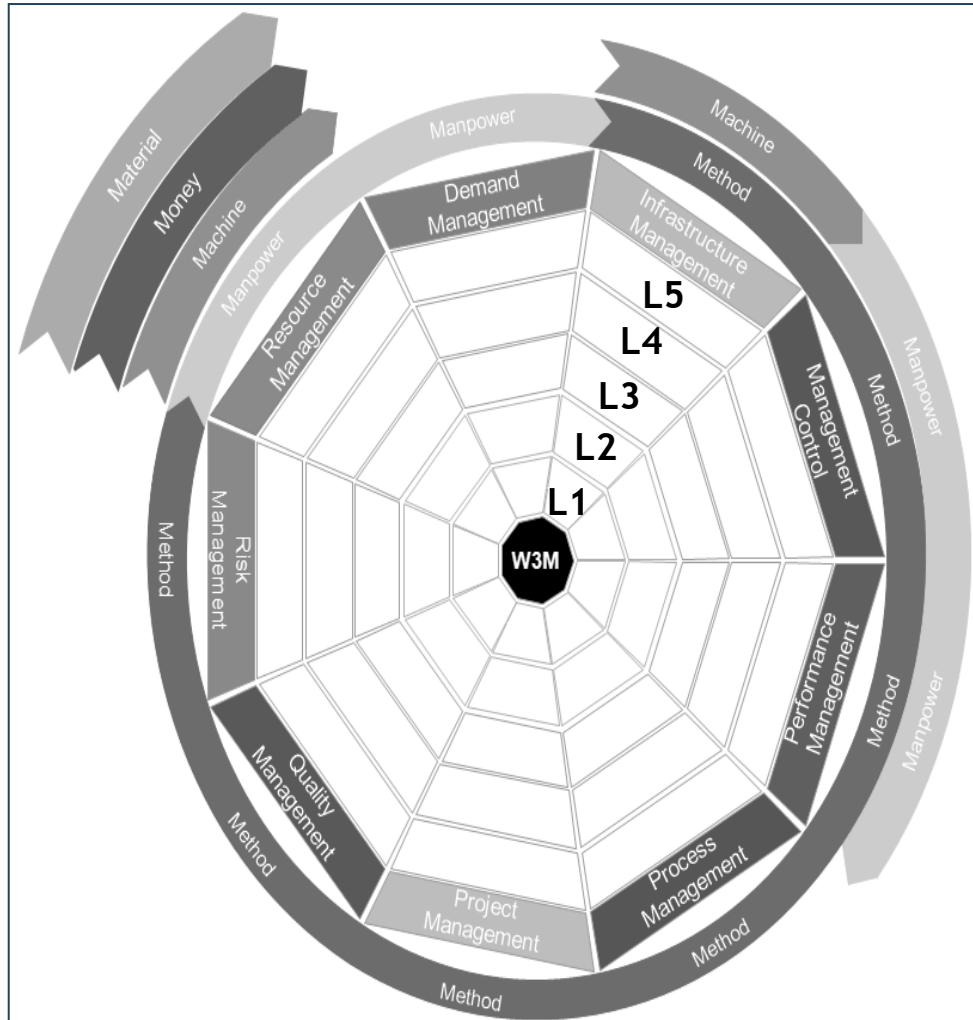 Material
Money
Machine
Manpower
Manpower
Machine
Method
Manpower
Method
Manpower
Method
Method
Method
Method
Method
Demand
Management
Infrastructure
Management
Management
Control
Performance
Management
Process
Management
Project
Management
Quality
Management
Risk
Management
Resource
Management
L5
L4
L3
L2
L1
W3M